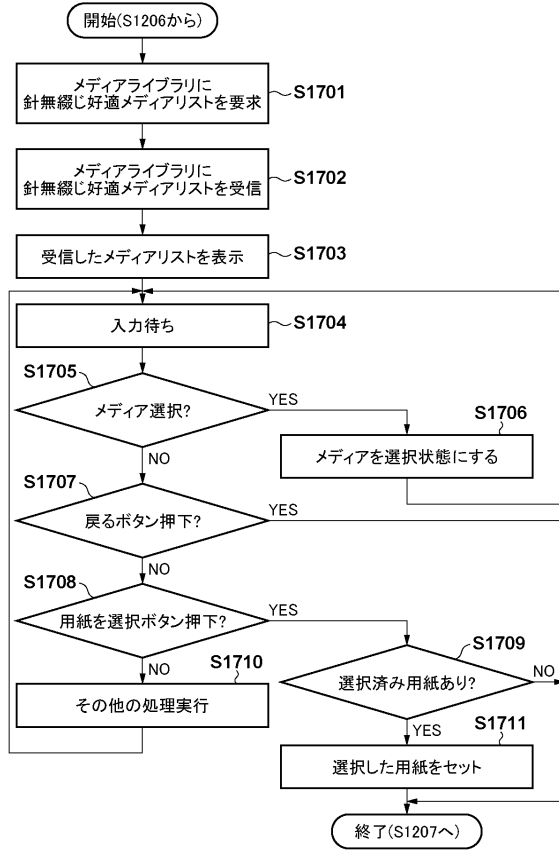 開始(S1206から)
メディアライブラリに
針無綴じ好適メディアリストを要求
S1701
メディアライブラリに
針無綴じ好適メディアリストを受信
S1702
受信したメディアリストを表示
S1703
入力待ち
S1704
S1705
メディア選択?
YES
NO
S1706
メディアを選択状態にする
S1707
戻るボタン押下?
YES
NO
S1708
用紙を選択ボタン押下?
YES
NO
S1709
選択済み用紙あり?
NO
YES
S1710
その他の処理実行
S1711
選択した用紙をセット
終了(S1207へ)